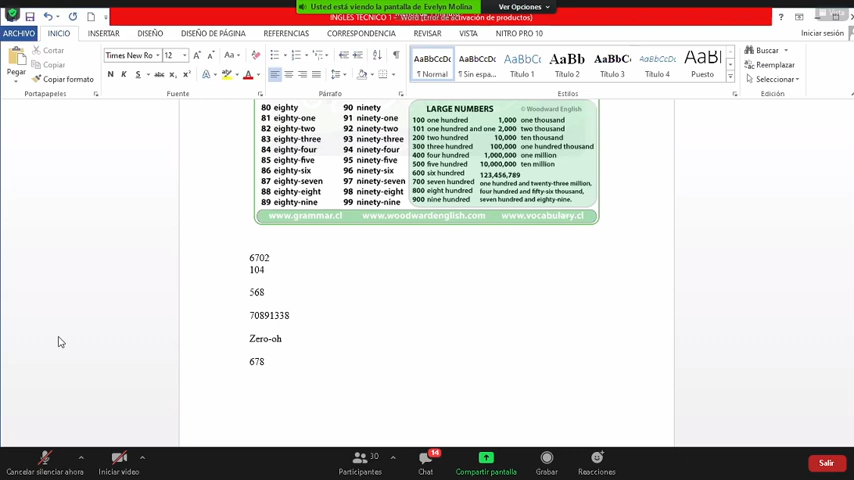 Usted está viendo la pantalla de Evelyn Molina
Ver Opciones
INGLES TECNICO 1 - Word (Error de activación de productos)
ARCHIVO INICIO INSERTAR DISEÑO DISEÑO DE PÁGINA REFERENCIAS CORRESPONDENCIA REVISAR VISTA NITRO PRO 10 Iniciar sesión
Pegar
Cortar
Copiar
Copiar formato
Portapapeles
Times New Ro 12
N K S abc x₂ x²
Fuente
Párrafo
AaBbCcDc AaBbCcDc AaBbCc AaBb AaBbC AaBbCcDc AaBl
¶ Normal ¶ Sin espa... Título 1 Título 2 Título 3 Título 4 Puesto
Estilos
Buscar
Reemplazar
Seleccionar
Edición
80 eighty 90 ninety
81 eighty-one 91 ninety-one
82 eighty-two 92 ninety-two
83 eighty-three 93 ninety-three
84 eighty-four 94 ninety-four
85 eighty-five 95 ninety-five
86 eighty-six 96 ninety-six
87 eighty-seven 97 ninety-seven
88 eighty-eight 98 ninety-eight
89 eighty-nine 99 ninety-nine
LARGE NUMBERS © Woodward English
100 one hundred 1,000 one thousand
101 one hundred and one 2,000 two thousand
200 two hundred 10,000 ten thousand
300 three hundred 100,000 one hundred thousand
400 four hundred 1,000,000 one million
500 five hundred 10,000,000 ten million
600 six hundred 123,456,789
700 seven hundred one hundred and twenty-three million,
800 eight hundred four hundred and fifty-six thousand,
900 nine hundred seven hundred and eighty-nine.
www.grammar.cl www.woodwardenglish.com www.vocabulary.cl
6702
104
568
70891338
Zero-oh
678
Cancelar silenciar ahora
Iniciar video
Participantes
Chat 14
Compartir pantalla
Grabar
Reacciones
Salir